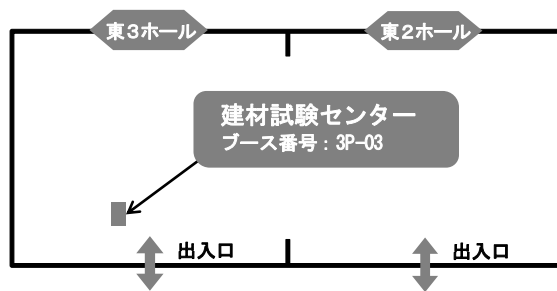 東3ホール
東2ホール
建材試験センター
ブース番号：3P-03
出入口
出入口